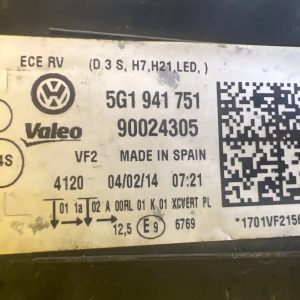 ECE RV (D 3 S, H7,H21,LED, )
5G1 941 751
Valeo 90024305
4S VF2 MADE IN SPAIN
4120 04/02/14 07:21
01 1a 02 A 00RL 01 K 01 XCVERT PL
12,5 E9 6769
*1701VF2156